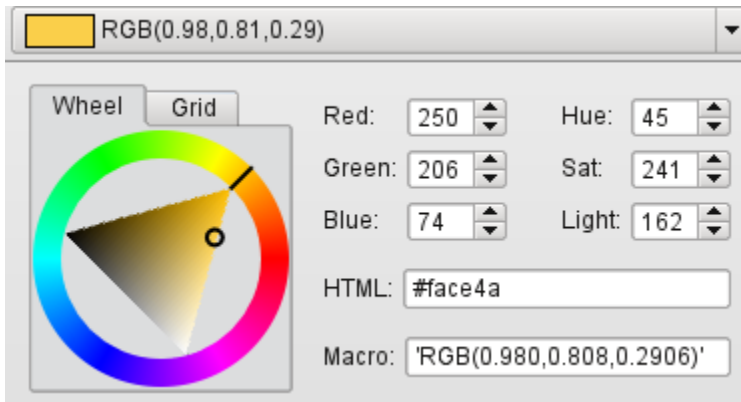 RGB(0.98,0.81,0.29)
Wheel Grid
Red: 250 Hue: 45
Green: 206 Sat: 241
Blue: 74 Light: 162
HTML: #face4a
Macro: 'RGB(0.980,0.808,0.2906)'